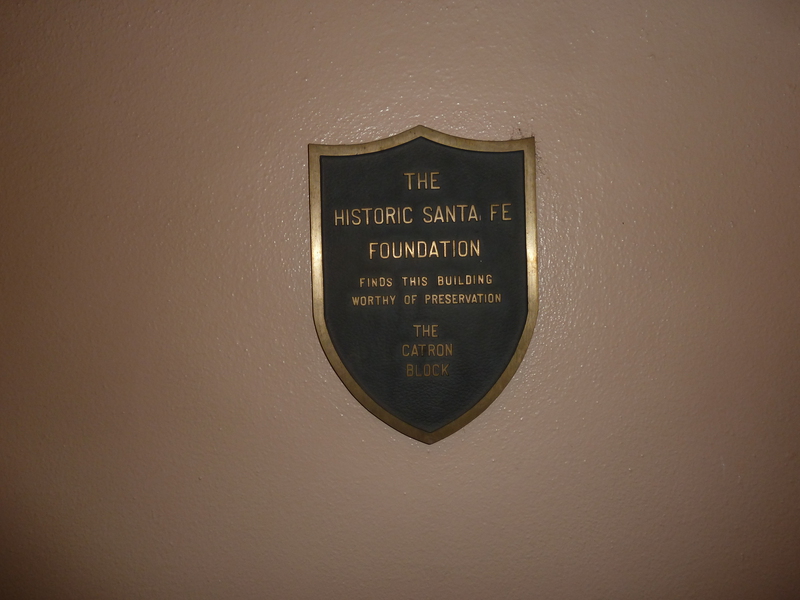 THE
HISTORIC SANTA FE
FOUNDATION
FINDS THIS BUILDING
WORTHY OF PRESERVATION
THE
CATRON
BLOCK